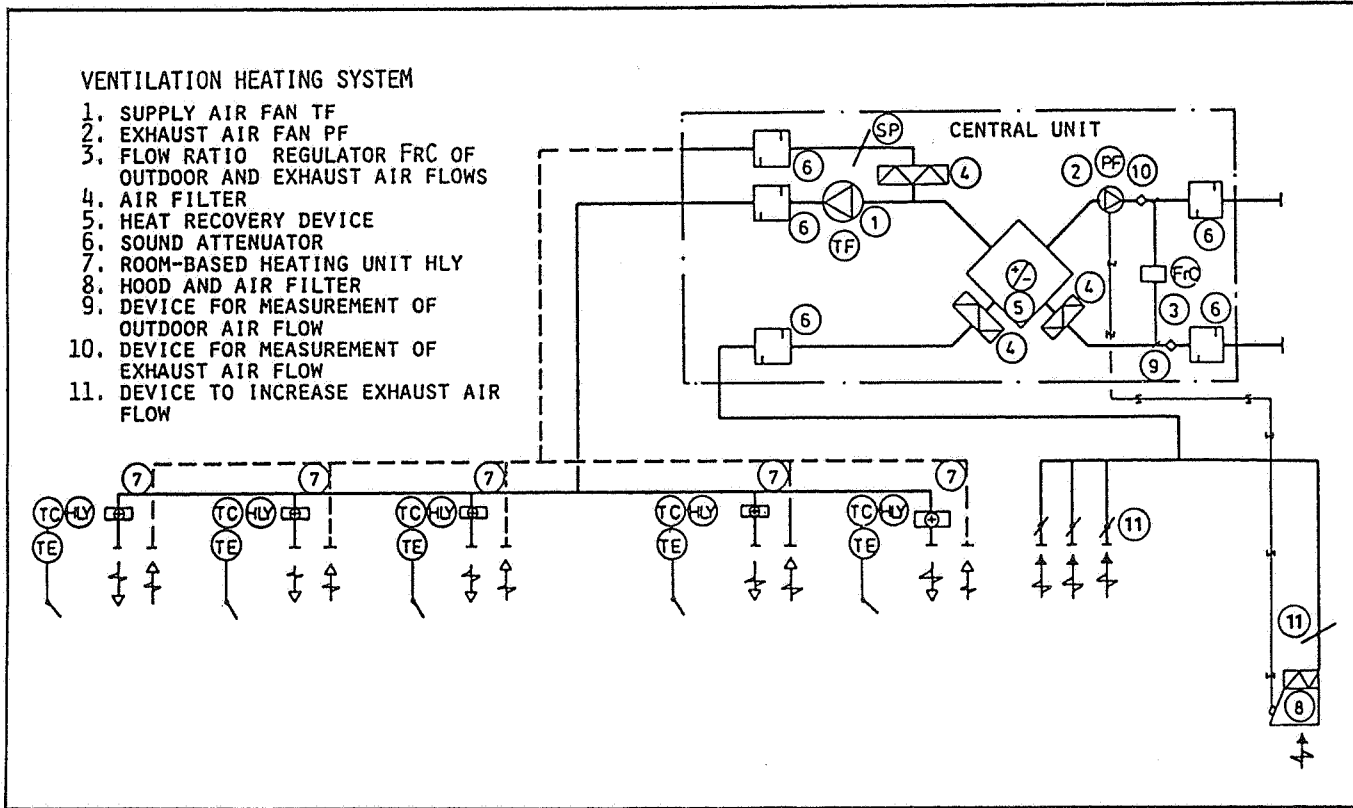 VENTILATION HEATING SYSTEM
1. SUPPLY AIR FAN TF
2. EXHAUST AIR FAN PF
3. FLOW RATIO REGULATOR FrC OF
OUTDOOR AND EXHAUST AIR FLOWS
4. AIR FILTER
5. HEAT RECOVERY DEVICE
6. SOUND ATTENUATOR
7. ROOM-BASED HEATING UNIT HLY
8. HOOD AND AIR FILTER
9. DEVICE FOR MEASUREMENT OF
OUTDOOR AIR FLOW
10. DEVICE FOR MEASUREMENT OF
EXHAUST AIR FLOW
11. DEVICE TO INCREASE EXHAUST AIR
FLOW
SP CENTRAL UNIT
6 4 2 PF 10
6 1 6
TF
+/- FrC
5 4 3 6
6 4 9
7 7 7 7 7
TC HLY TC HLY TC HLY TC HLY TC HLY
11
TE TE TE TE TE
11
8